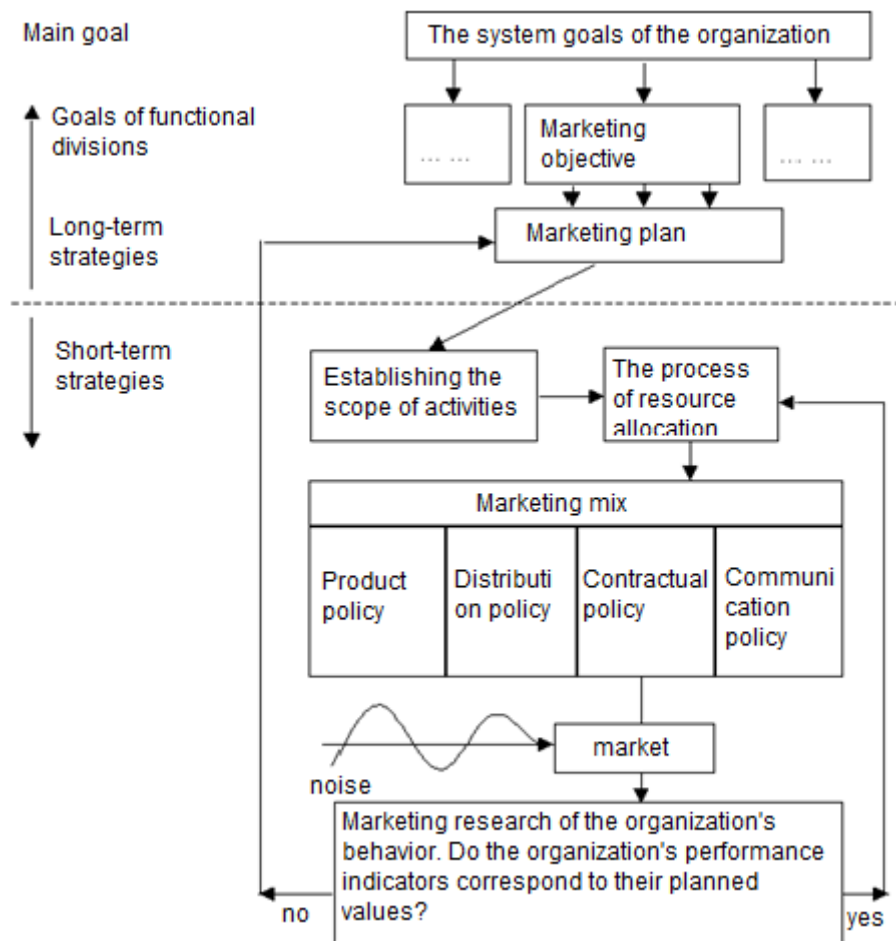 Main goal
The system goals of the organization
Goals of functional
divisions
... ...
Marketing
objective
... ...
Long-term
strategies
Marketing plan
Short-term
strategies
Establishing the
scope of activities
The process
of resource
allocation
Marketing mix
Product
policy
Distributi
on policy
Contractual
policy
Communi
cation
policy
noise
market
Marketing research of the organization's
behavior. Do the organization's performance
indicators correspond to their planned
values?
no
yes